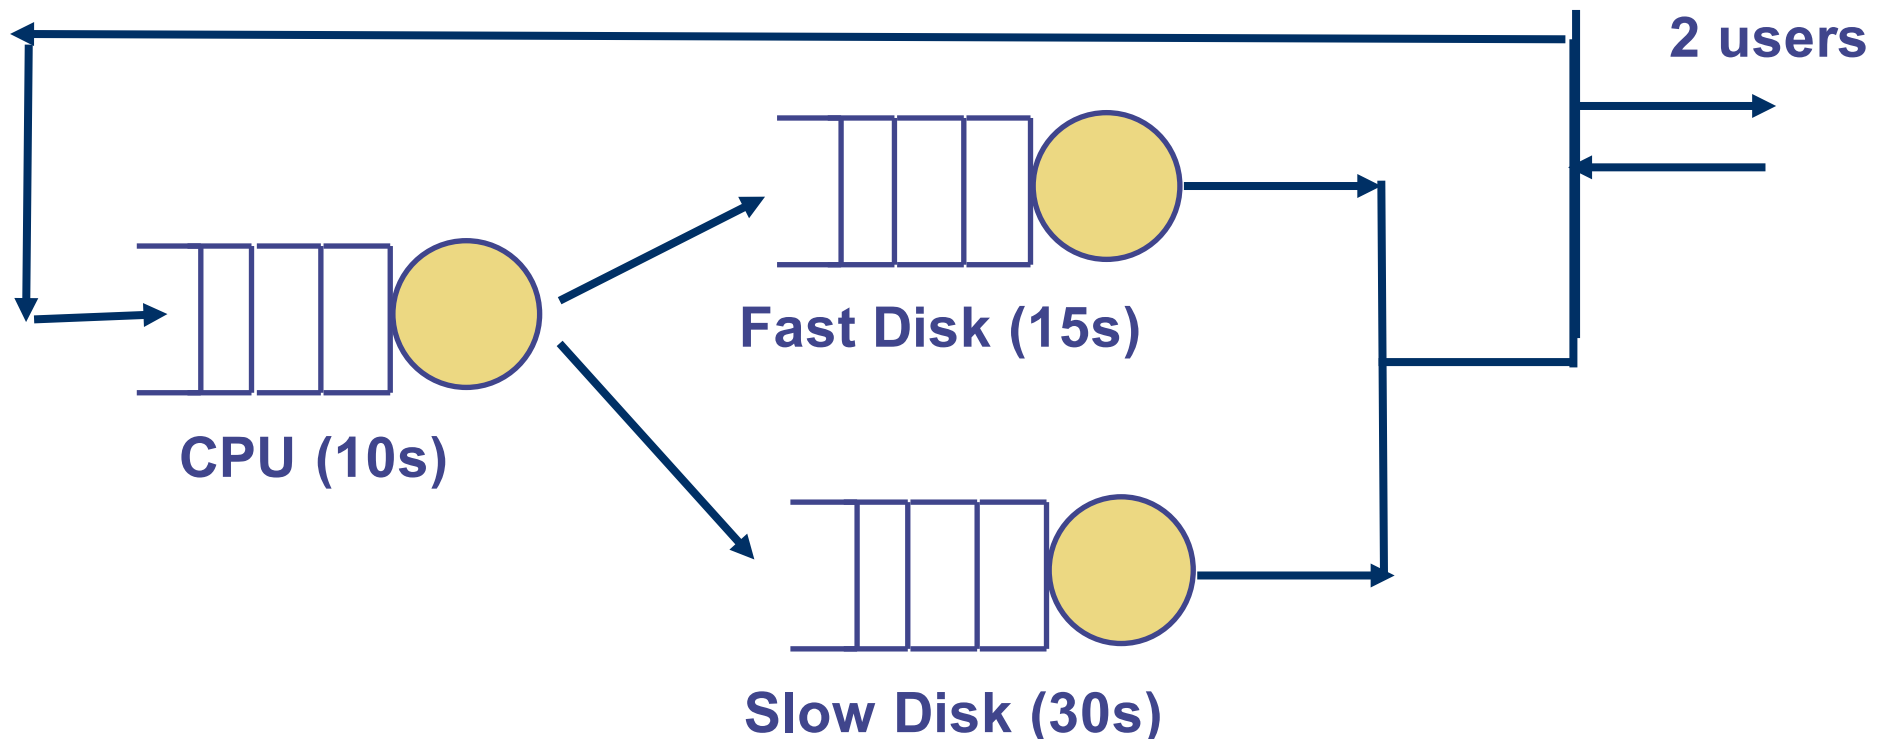 2 users
Fast Disk (15s)
CPU (10s)
Slow Disk (30s)